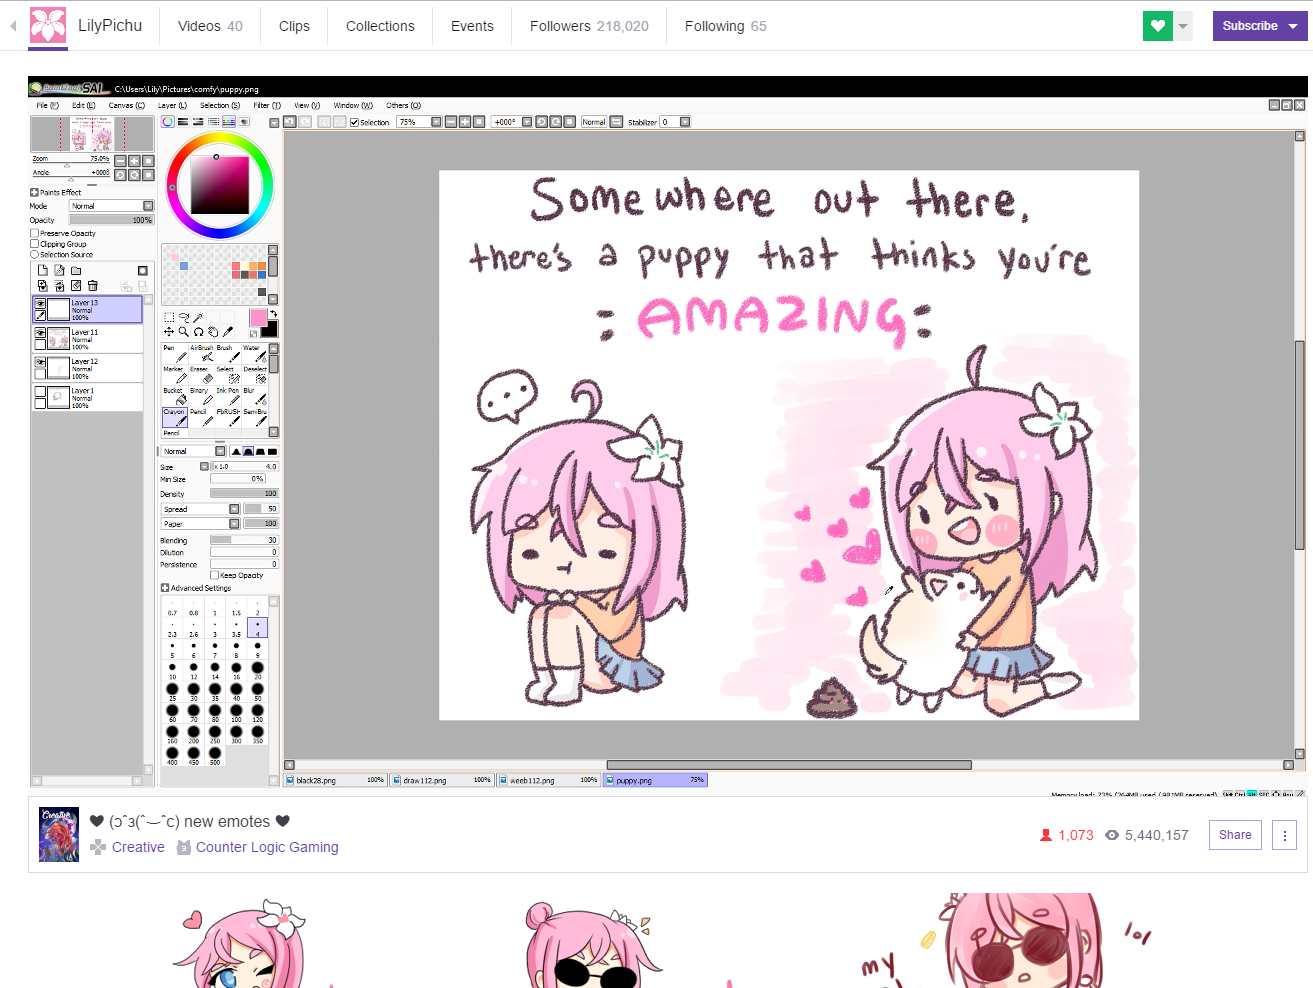 LilyPichu
Videos 40
Clips
Collections
Events
Followers 218,020
Following 65
Subscribe
PaintTool SAI
C:\Users\Lily\Pictures\comfy\puppy.png
File (F) Edit (E) Canvas (C) Layer (L) Selection (S) Filter (T) View (V) Window (W) Others (O)
Selection 75% +000° Normal Stabilizer 0
Zoom 75.0%
Angle +000°
Paints Effect
Mode Normal
Opacity 100%
Preserve Opacity
Clipping Group
Selection Source
Layer 13
Normal
100%
Layer 11
Normal
100%
Layer 12
Normal
100%
Layer 1
Normal
100%
Pen AirBrush Brush Water
Marker Eraser Select Deselect
Bucket Binary Ink Pen Blur
Crayon Pencil FbRUSH SemiBru
Pencil
Normal
Size x 1.0 4.0
Min Size 0%
Density 100
Spread 50
Paper 100
Blending 30
Dilution 0
Persistence 0
Keep Opacity
Advanced Settings
0.7 0.8 1 1.5 2
2.3 2.6 3 3.5 4
5 6 7 8 9
10 12 14 16 20
25 30 35 40 50
60 70 80 100 120
160 200 250 300 350
400 450 500
Somewhere out there,
there's a puppy that thinks you're
:AMAZING:
...
black28.png 100% draw112.png 100% weeb112.png 100% puppy.png 75%
Memory load: 23% (264MB used / 981MB reserved)
Creative
♥ (ɔˆз(ˆ⌣ˆc) new emotes ♥
Creative
Counter Logic Gaming
1,073
5,440,157
Share
lol
my